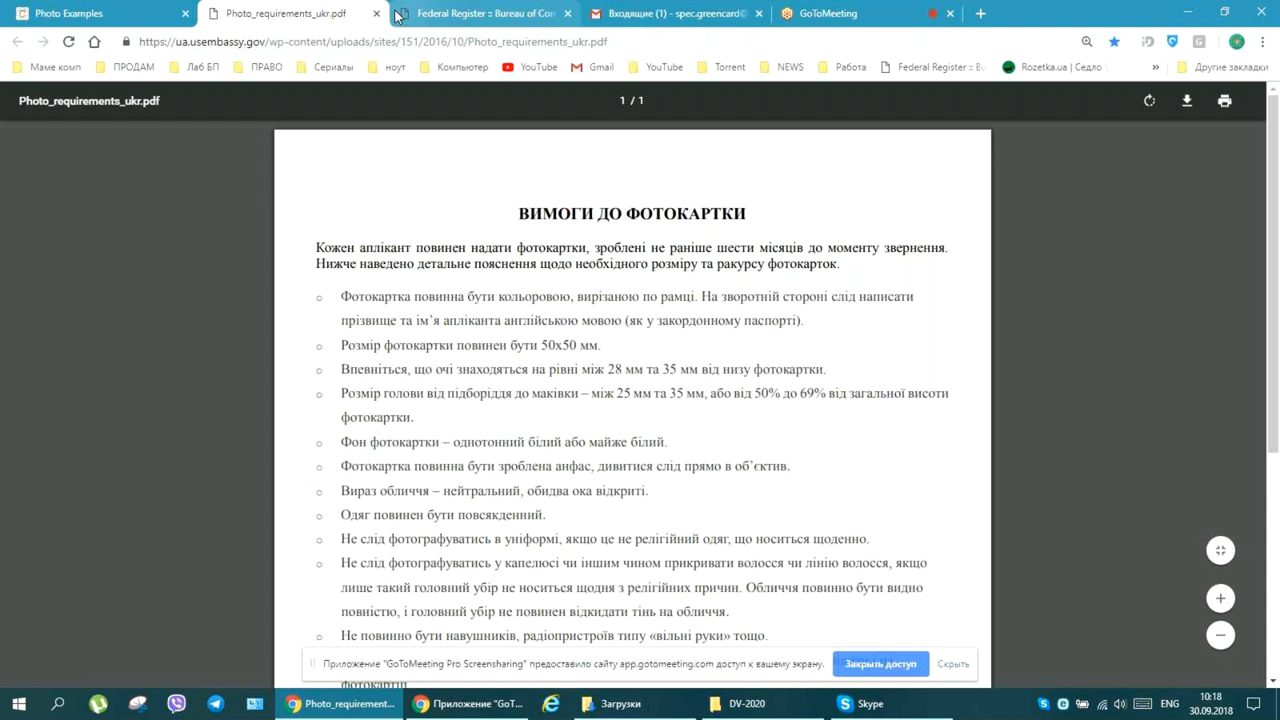 Photo Examples
Photo_requirements_ukr.pdf
Federal Register :: Bureau of Con
Входящие (1) - spec.greencard@
GoToMeeting
https://ua.usembassy.gov/wp-content/uploads/sites/151/2016/10/Photo_requirements_ukr.pdf
Маме комп
ПРОДАМ
Лаб БП
ПРАВО
Сериалы
ноут
Компьютер
YouTube
Gmail
YouTube
Torrent
NEWS
Работа
Federal Register :: Bu
Rozetka.ua | Седло
»
Другие закладки
Photo_requirements_ukr.pdf
1 / 1
ВИМОГИ ДО ФОТОКАРТКИ
Кожен аплікант повинен надати фотокартки, зроблені не раніше шести місяців до моменту звернення.
Нижче наведено детальне пояснення щодо необхідного розміру та ракурсу фотокарток.
Фотокартка повинна бути кольоровою, вирізаною по рамці. На зворотній стороні слід написати
прізвище та ім’я апліканта англійською мовою (як у закордонному паспорті).
Розмір фотокартки повинен бути 50х50 мм.
Впевніться, що очі знаходяться на рівні між 28 мм та 35 мм від низу фотокартки.
Розмір голови від підборіддя до маківки – між 25 мм та 35 мм, або від 50% до 69% від загальної висоти
фотокартки.
Фон фотокартки – однотонний білий або майже білий.
Фотокартка повинна бути зроблена анфас, дивитися слід прямо в об’єктив.
Вираз обличчя – нейтральний, обидва ока відкриті.
Одяг повинен бути повсякденний.
Не слід фотографуватись в уніформі, якщо це не релігійний одяг, що носиться щоденно.
Не слід фотографуватись у капелюсі чи іншим чином прикривати волосся чи лінію волосся, якщо
лише такий головний убір не носиться щодня з релігійних причин. Обличчя повинно бути видно
повністю, і головний убір не повинен відкидати тінь на обличчя.
Не повинно бути навушників, радіопристроїв типу «вільні руки» тощо.
Приложение "GoToMeeting Pro Screensharing" предоставило сайту app.gotomeeting.com доступ к вашему экрану.
Закрыть доступ
Скрыть
Photo_requirement...
Приложение "GoT...
Загрузки
DV-2020
Skype
ENG
10:18
30.09.2018